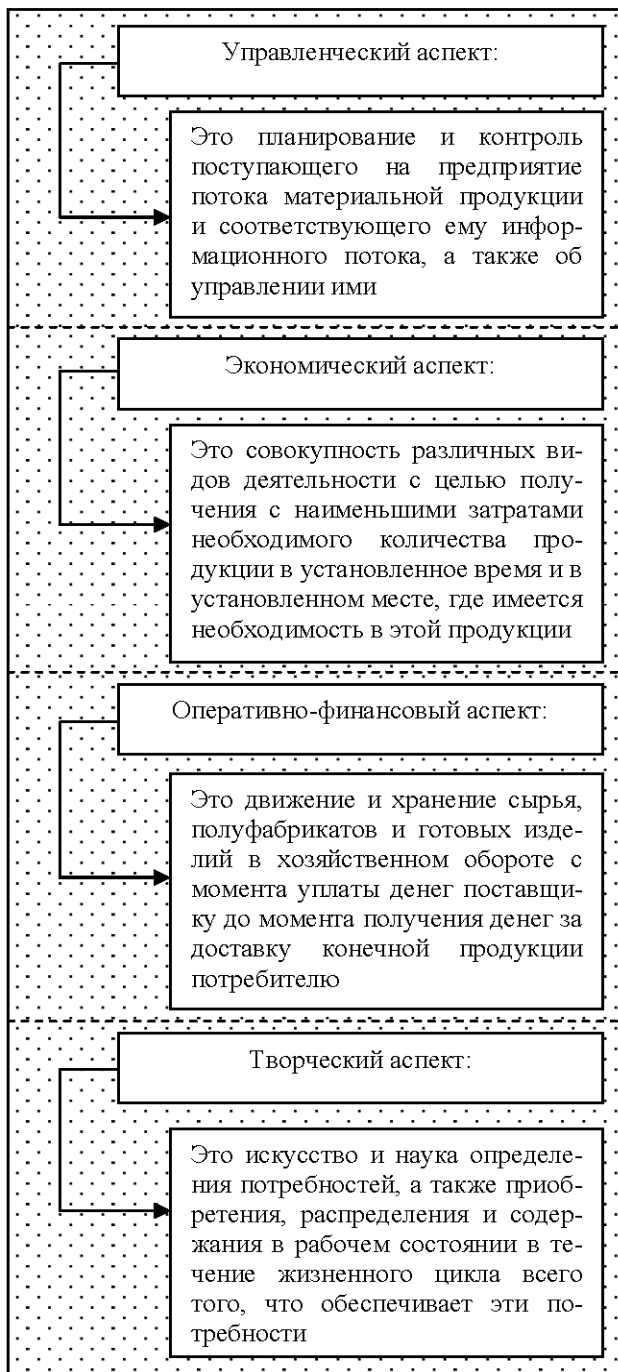 Управленческий аспект:
Это планирование и контроль
поступающего на предприятие
потока материальной продукции
и соответствующего ему инфор-
мационного потока, а также об
управлении ими
Экономический аспект:
Это совокупность различных ви-
дов деятельности с целью полу-
чения с наименьшими затратами
необходимого количества про-
дукции в установленное время и в
установленном месте, где имеется
необходимость в этой продукции
Оперативно-финансовый аспект:
Это движение и хранение сырья,
полуфабрикатов и готовых изде-
лий в хозяйственном обороте с
момента уплаты денег поставщи-
ку до момента получения денег за
доставку конечной продукции
потребителю
Творческий аспект:
Это искусство и наука определе-
ния потребностей, а также приоб-
ретения, распределения и содер-
жания в рабочем состоянии в те-
чение жизненного цикла всего
того, что обеспечивает эти по-
требности